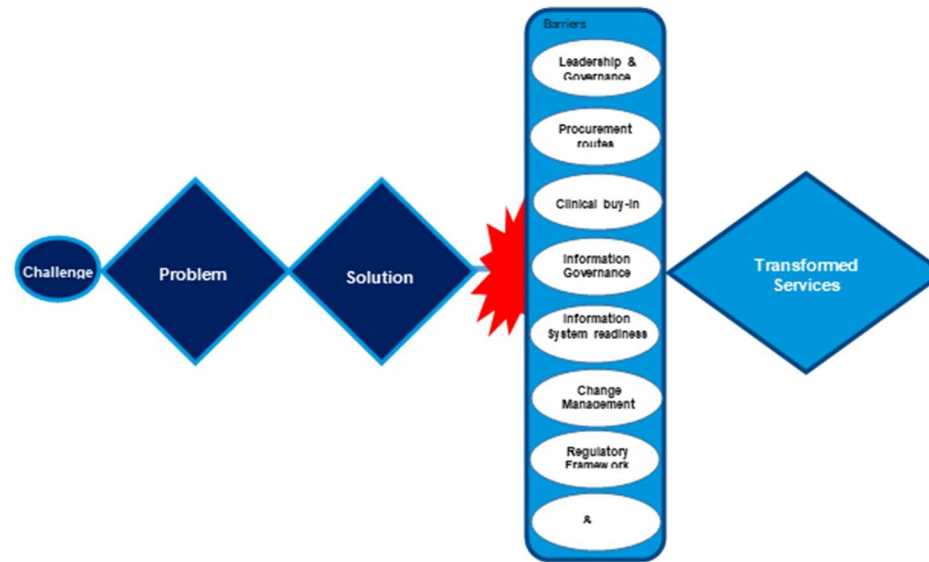 Challenge
Problem
Solution
Barriers
Leadership &
Governance
Procurement
routes
Clinical buy-in
Information
Governance
Information
System readiness
Change
Management
Regulatory
Framework
&
Transformed
Services